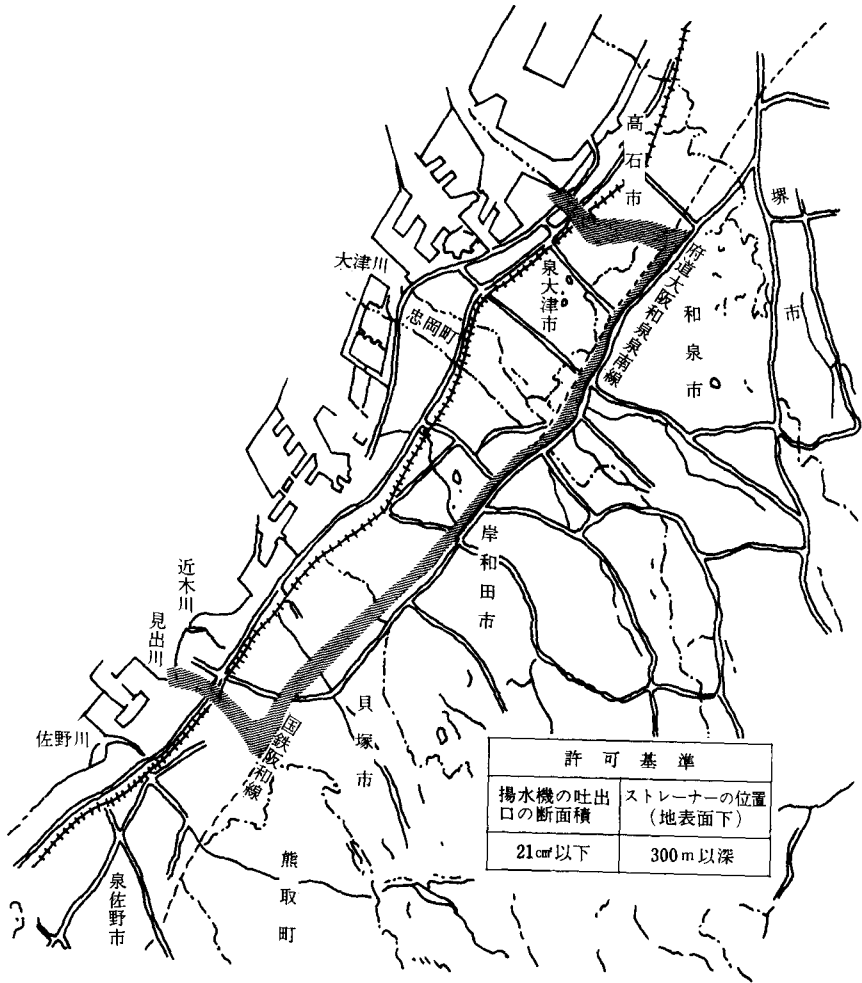 高石市
堺
市
大津川
泉大津市
府道大阪和泉泉南線
和泉市
忠岡町
岸和田市
近木川
見出川
貝塚市
佐野川
国鉄阪和線
熊取町
泉佐野市
許可基準
揚水機の吐出
口の断面積
ストレーナーの位置
(地表面下)
21㎠以下
300m以深